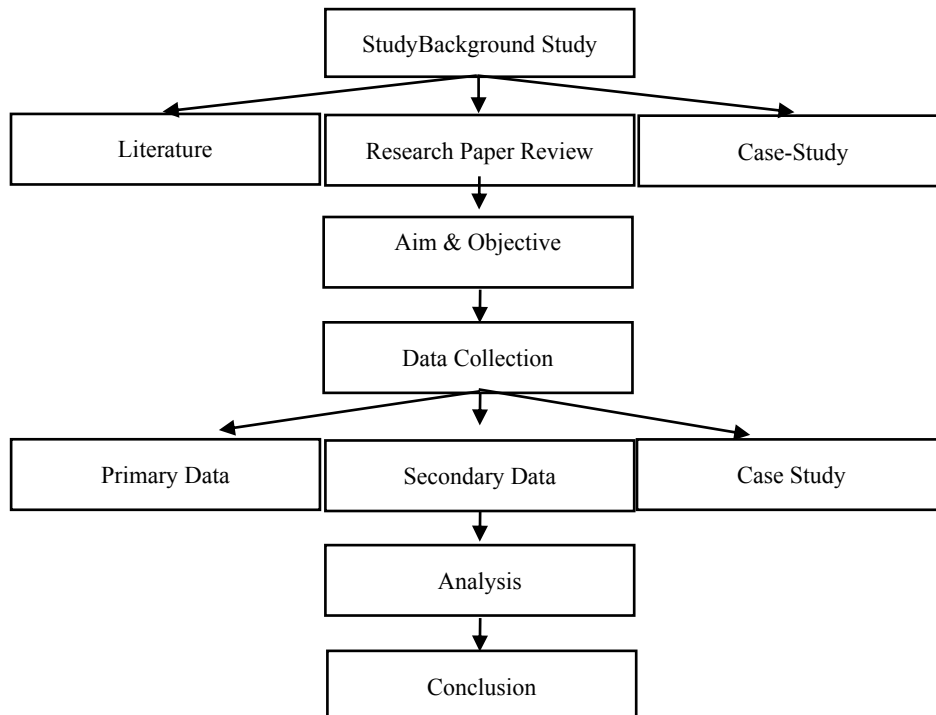 StudyBackground Study
Literature
Research Paper Review
Case-Study
Aim & Objective
Data Collection
Primary Data
Secondary Data
Case Study
Analysis
Conclusion